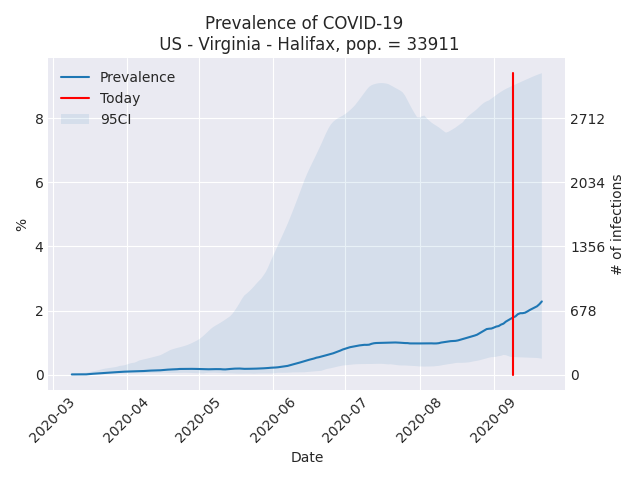 Prevalence of COVID-19
US - Virginia - Halifax, pop. = 33911
Prevalence
Today
95CI
8
6
4
2
0
%
2712
2034
1356
678
0
# of infections
2020-03
2020-04
2020-05
2020-06
2020-07
2020-08
2020-09
Date